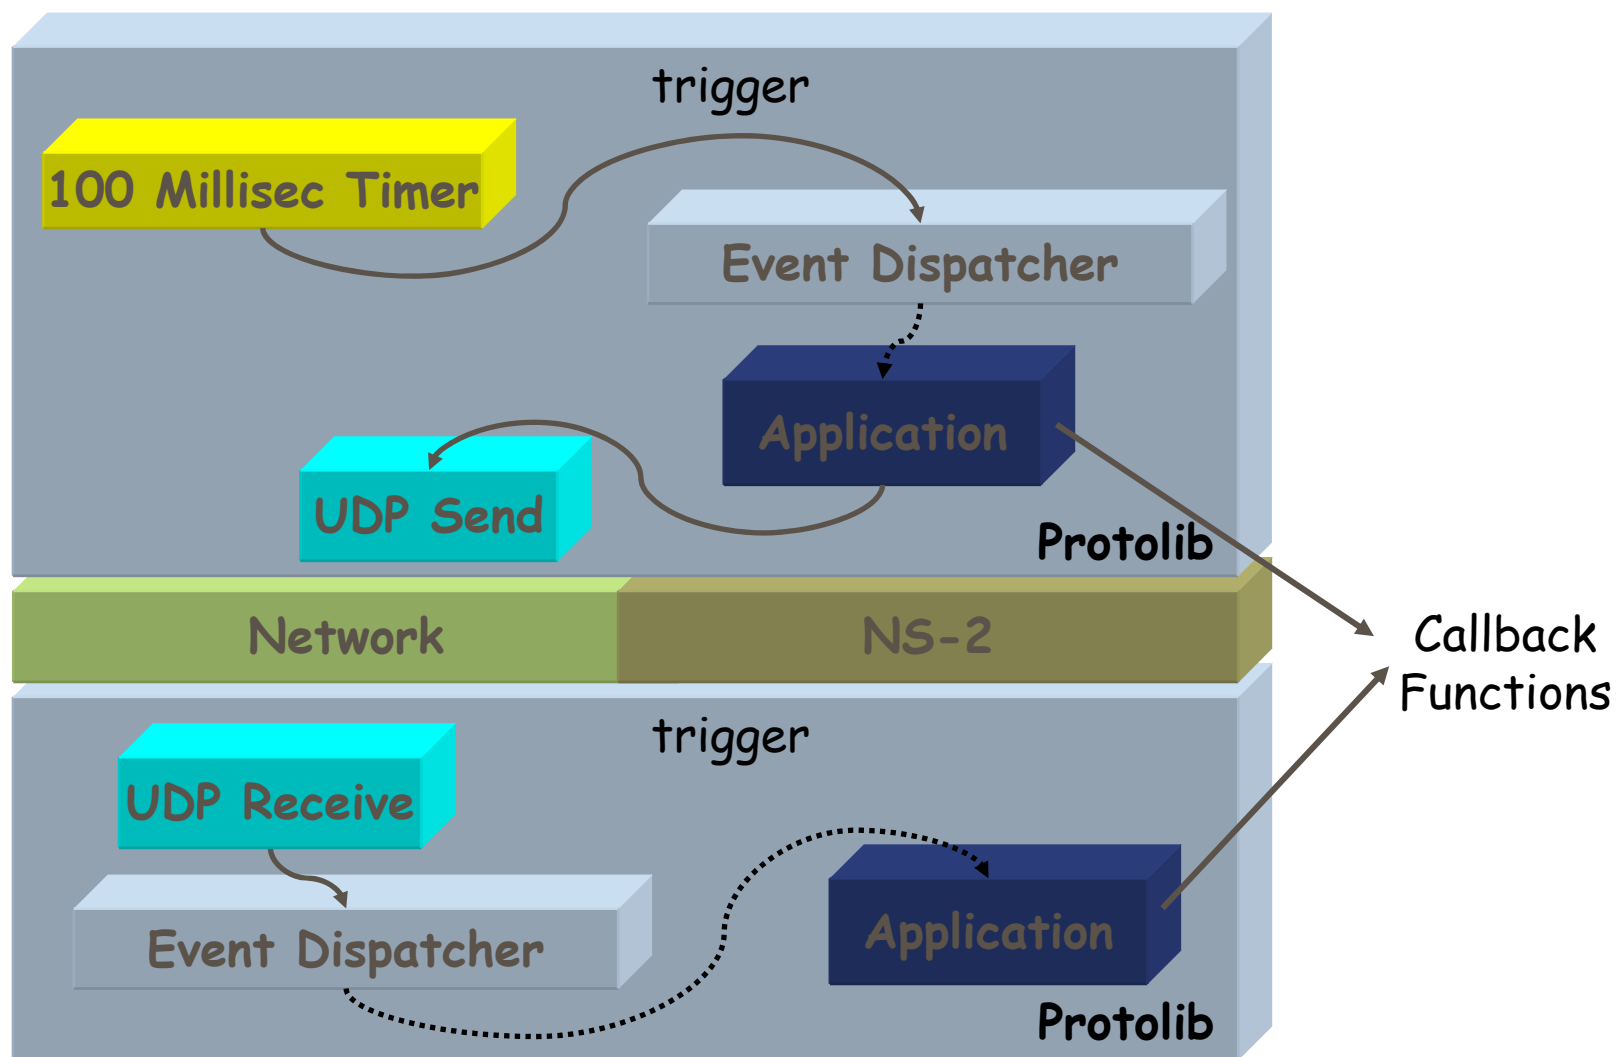 trigger
100 Millisec Timer
Event Dispatcher
Application
UDP Send
Protolib
Network
NS-2
Callback
Functions
trigger
UDP Receive
Event Dispatcher
Application
Protolib